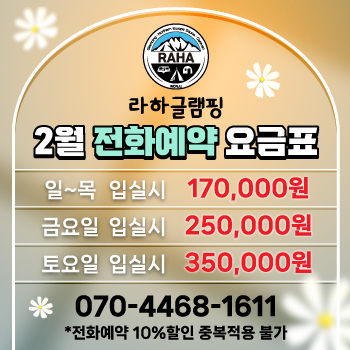 RAHA
라하글램핑
2월 전화예약 요금표
일~목 입실시 170,000원
금요일 입실시 250,000원
토요일 입실시 350,000원
070-4468-1611
*전화예약 10%할인 중복적용 불가